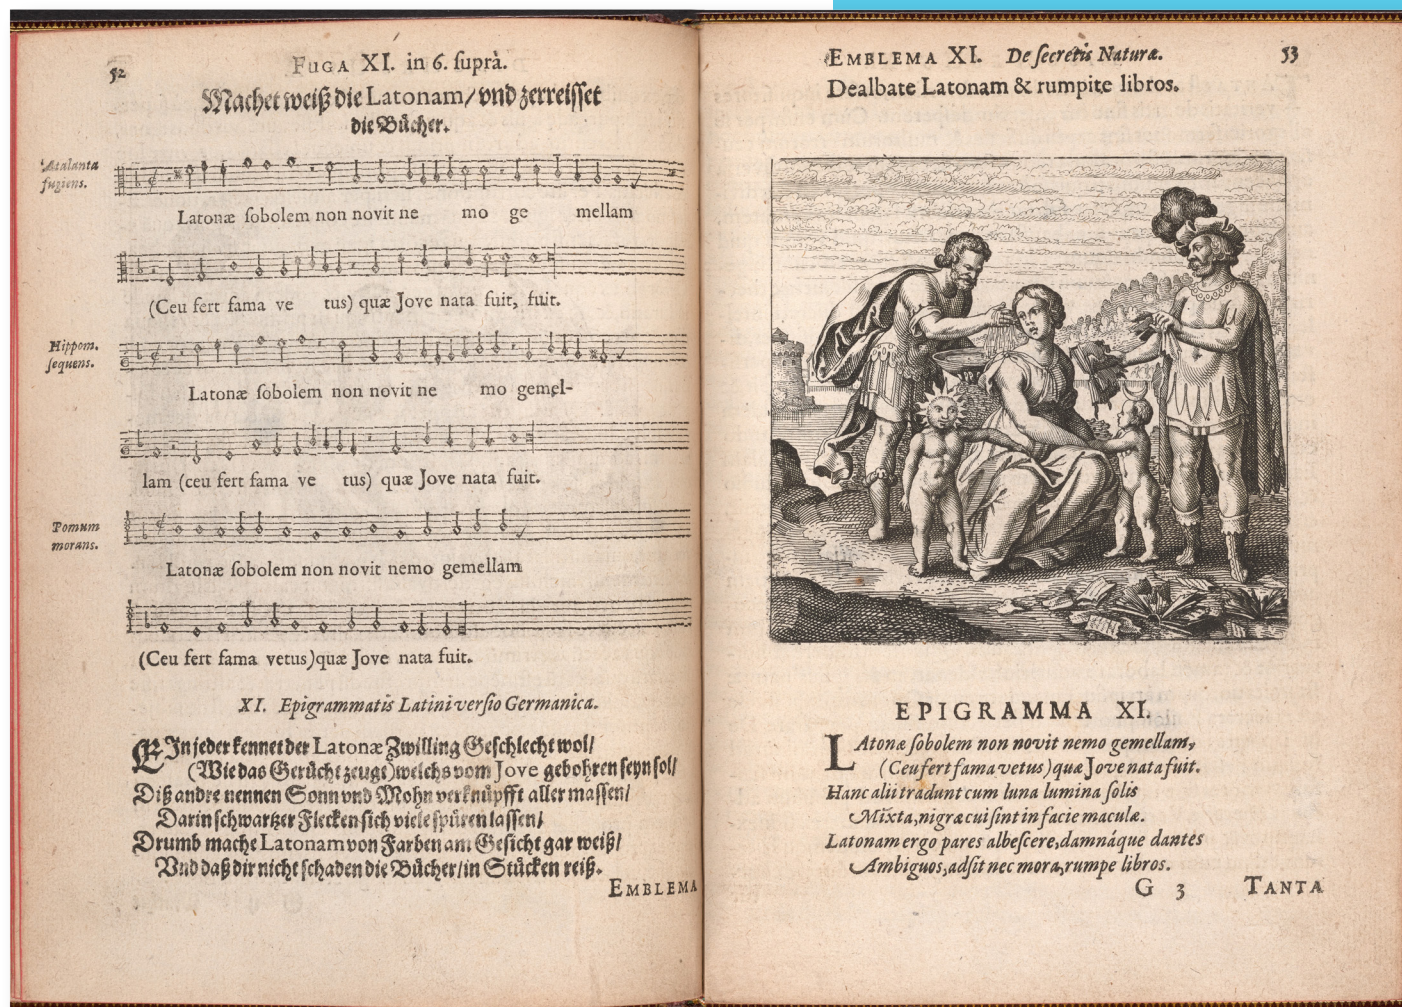 52
FUGA XI. in 6. ſuprà.
Machet weiß die Latonam/ vnd zerreiſſet
die Bücher.
Atalanta
fugiens.
Latonæ ſobolem non novit ne mo ge mellam
(Ceu fert fama ve tus) quæ Jove nata fuit, fuit.
Hippom.
ſequens.
Latonæ ſobolem non novit ne mo gemel-
lam (ceu fert fama ve tus) quæ Jove nata fuit.
Pomum
morans.
Latonæ ſobolem non novit nemo gemellam
(Ceu fert fama vetus) quæ Jove nata fuit.
XI. Epigrammatis Latini verſio Germanica.
EIn jeder kennet der Latonæ Zwilling Geſchlecht wol/
(Wie das Gerücht zeugt) welchs vom Jove gebohren ſeyn ſol/
Diß andre nennen Sonn vnd Mohn verknüpfft aller maſſen/
Darin ſchwartzer Flecken ſich viele ſpüren laſſen/
Drumb mache Latonam von Farben am Geſicht gar weiß/
Vnd daß dir nicht ſchaden die Bücher/ in Stücken reiß.
EMBLEMA
EMBLEMA XI. De ſecretis Naturæ. 53
Dealbate Latonam & rumpite libros.
EPIGRAMMA XI.
LAtonæ ſobolem non novit nemo gemellam,
(Ceu fert fama vetus) quæ Jove nata fuit.
Hanc alii tradunt cum luna lumina ſolis
Mixta, nigræ cui ſint in facie maculæ.
Latonam ergo pares albeſcere, damnáque dantes
Ambiguos, adſit nec mora, rumpe libros.
G 3 TANTA